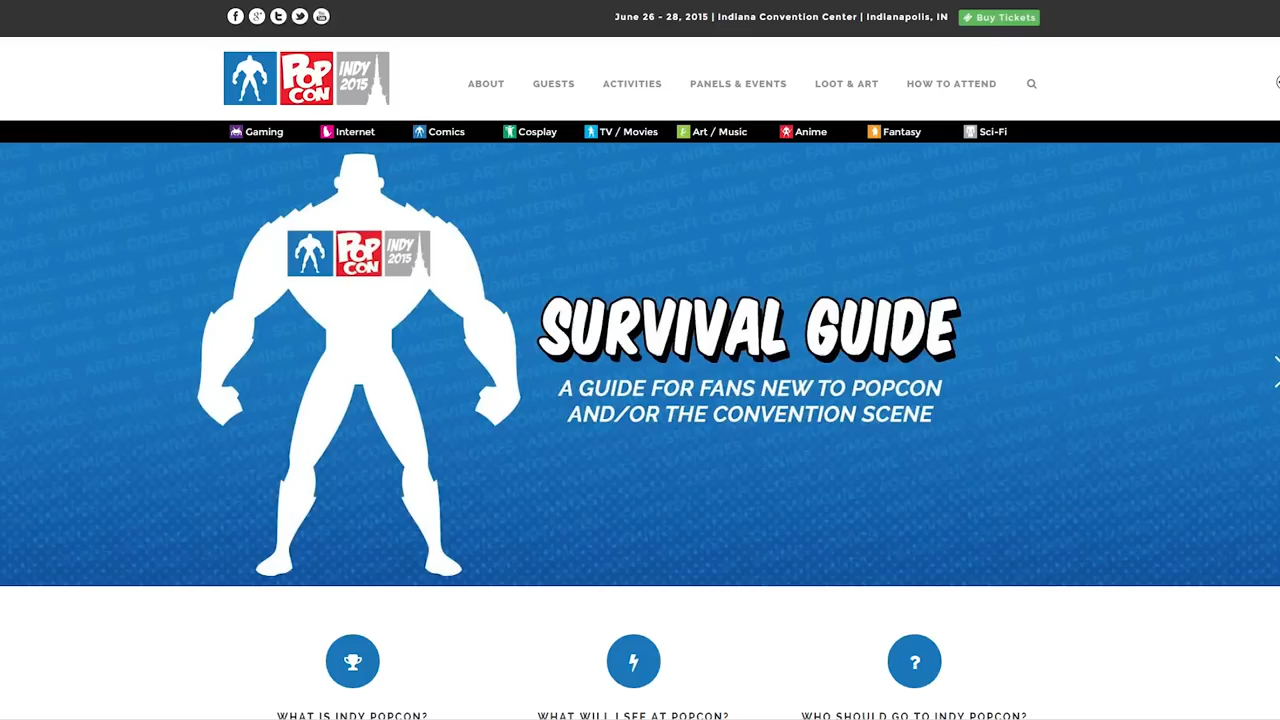 June 26 - 28, 2015 | Indiana Convention Center | Indianapolis, IN
Buy Tickets
POP CON
INDY 2015
ABOUT
GUESTS
ACTIVITIES
PANELS & EVENTS
LOOT & ART
HOW TO ATTEND
Gaming
Internet
Comics
Cosplay
TV / Movies
Art / Music
Anime
Fantasy
Sci-Fi
POP CON
INDY 2015
SURVIVAL GUIDE
A GUIDE FOR FANS NEW TO POPCON
AND/OR THE CONVENTION SCENE
WHAT IS INDY POPCON?
WHAT WILL I SEE AT POPCON?
WHO SHOULD GO TO INDY POPCON?